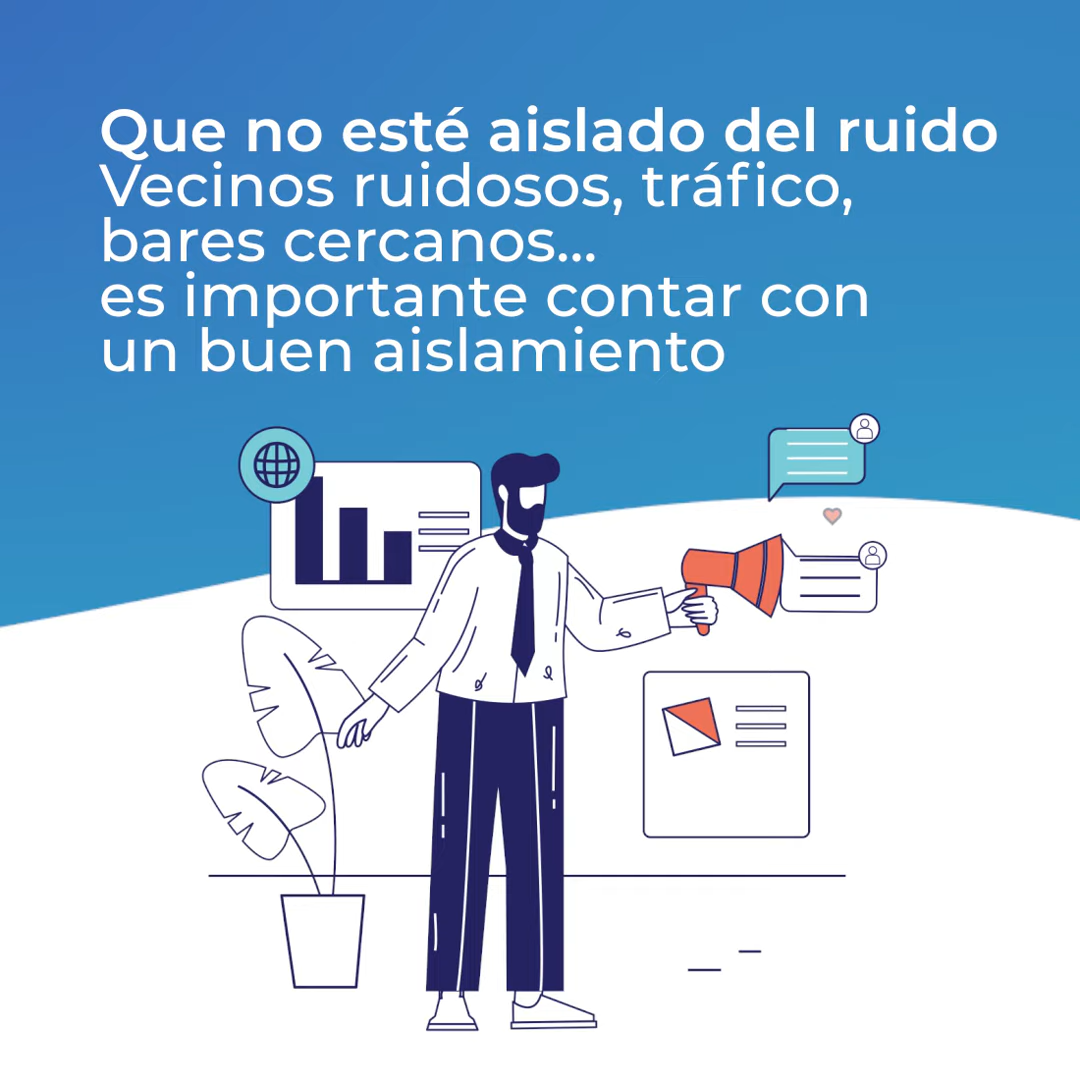 Que no esté aislado del ruido
Vecinos ruidosos, tráfico,
bares cercanos...
es importante contar con
un buen aislamiento